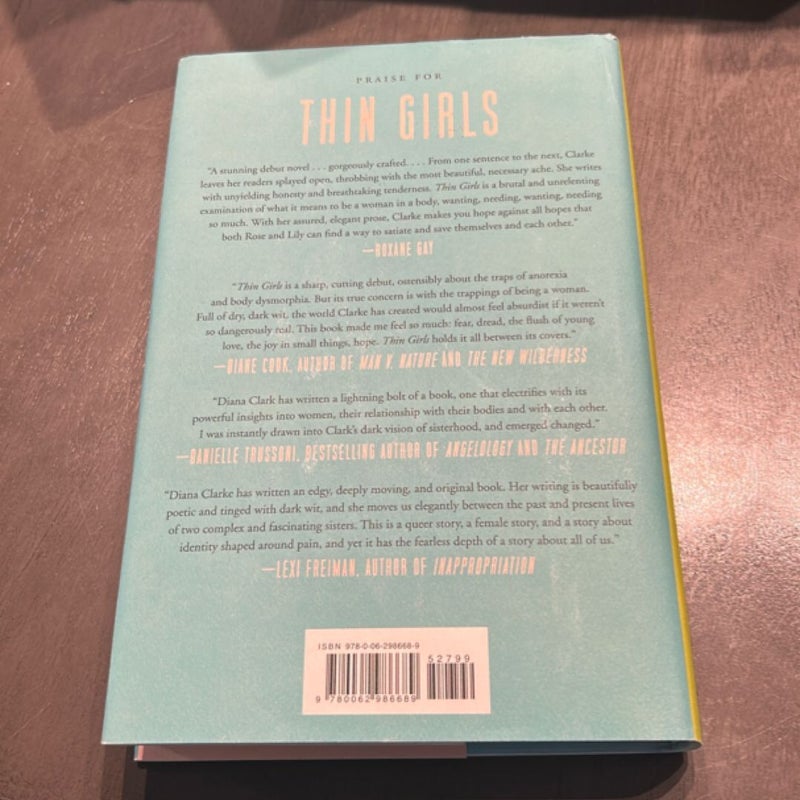 PRAISE FOR
THIN GIRLS
"A stunning debut novel . . . gorgeously crafted. . . . From one sentence to the next, Clarke
leaves her readers splayed open, throbbing with the most beautiful, necessary ache. She writes
with unyielding honesty and breathtaking tenderness. Thin Girls is a brutal and unrelenting
examination of what it means to be a woman in a body, wanting, needing, wanting, needing
so much. With her assured, elegant prose, Clarke makes you hope against all hopes that
both Rose and Lily can find a way to satiate and save themselves and each other."
—ROXANE GAY
"Thin Girls is a sharp, cutting debut, ostensibly about the traps of anorexia
and body dysmorphia. But its true concern is with the trappings of being a woman.
Full of dry, dark wit, the world Clarke has created would almost feel absurdist if it weren't
so dangerously real. This book made me feel so much: fear, dread, the flush of young
love, the joy in small things, hope. Thin Girls holds it all between its covers."
—DIANE COOK, AUTHOR OF MAN V. NATURE AND THE NEW WILDERNESS
"Diana Clark has written a lightning bolt of a book, one that electrifies with its
powerful insights into women, their relationship with their bodies and with each other.
I was instantly drawn into Clark's dark vision of sisterhood, and emerged changed."
—DANIELLE TRUSSONI, BESTSELLING AUTHOR OF ANGELOLOGY AND THE ANCESTOR
"Diana Clarke has written an edgy, deeply moving, and original book. Her writing is beautifully
poetic and tinged with dark wit, and she moves us elegantly between the past and present lives
of two complex and fascinating sisters. This is a queer story, a female story, and a story about
identity shaped around pain, and yet it has the fearless depth of a story about all of us."
—LEXI FREIMAN, AUTHOR OF INAPPROPRIATION
ISBN 978-0-06-298668-9
52799
9 780062 986689